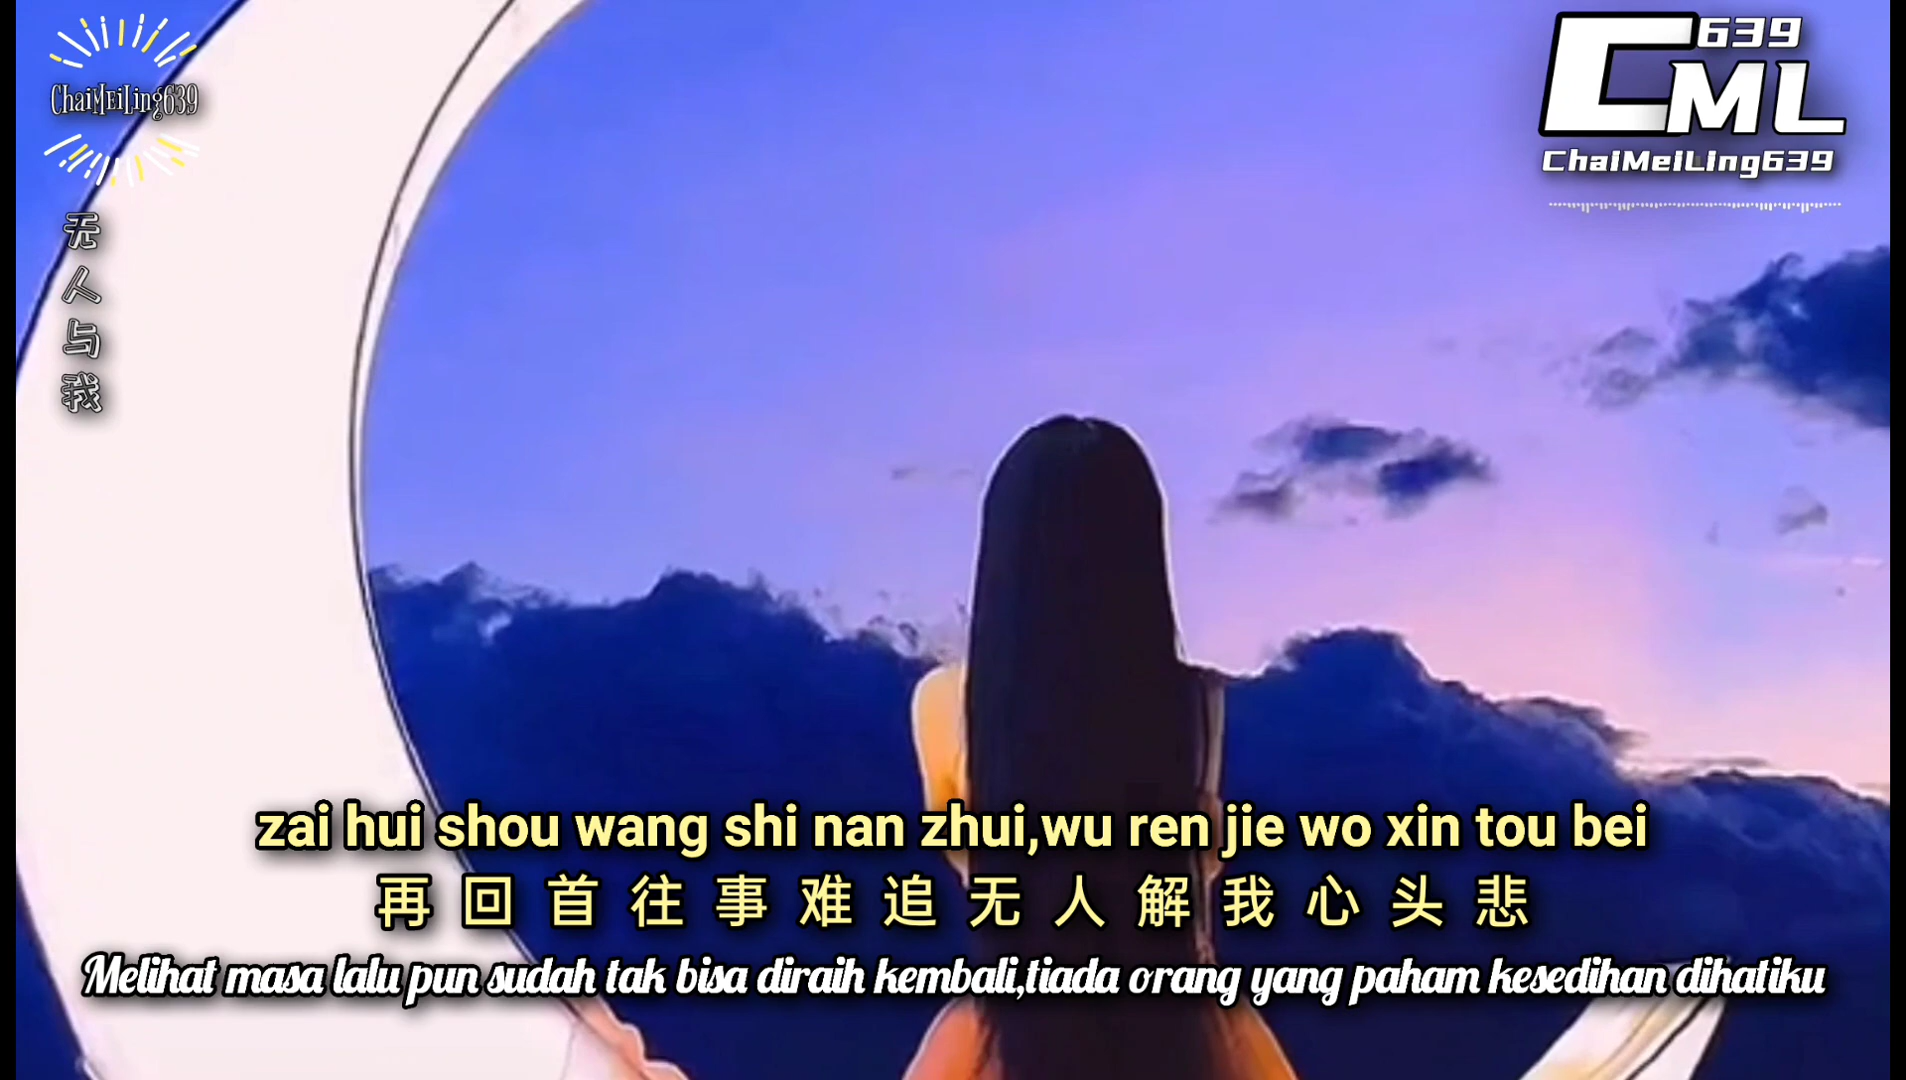 ChaiMEiLing639
639
CML
ChaiMeiLIng639
无人与我
zai hui shou wang shi nan zhui,wu ren jie wo xin tou bei
再回首往事难追无人解我心头悲
Melihat masa lalu pun sudah tak bisa diraih kembali,tiada orang yang paham kesedihan dihatiku